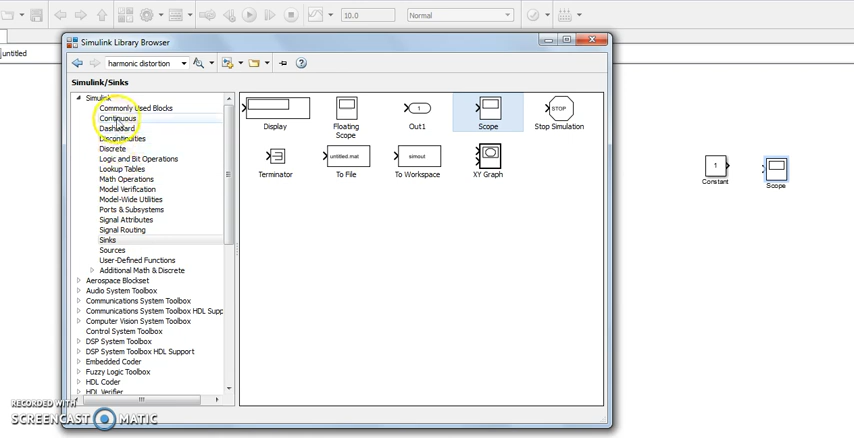 10.0
Normal
untitled
Simulink Library Browser
harmonic distortion
Simulink/Sinks
Simulink
Commonly Used Blocks
Continuous
Dashboard
Discontinuities
Discrete
Logic and Bit Operations
Lookup Tables
Math Operations
Model Verification
Model-Wide Utilities
Ports & Subsystems
Signal Attributes
Signal Routing
Sinks
Sources
User-Defined Functions
Additional Math & Discrete
Aerospace Blockset
Audio System Toolbox
Communications System Toolbox
Communications System Toolbox HDL Supp
Computer Vision System Toolbox
Control System Toolbox
DSP System Toolbox
DSP System Toolbox HDL Support
Embedded Coder
Fuzzy Logic Toolbox
HDL Coder
HDL Verifier
Display
Floating
Scope
1
Out1
Scope
STOP
Stop Simulation
Terminator
untitled.mat
To File
simout
To Workspace
XY Graph
1
Constant
Scope
RECORDED WITH
SCREENCAST MATIC